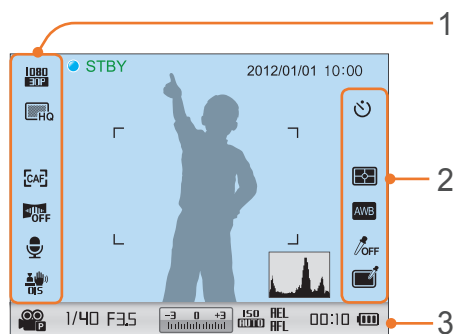 1
STBY 2012/01/01 10:00
1080
30P
HQ
CAF
OFF
OIS
2
AWB
OFF
P 1/40 F3.5 -3 0 +3 ISO AUTO AEL AFL 00:10
3